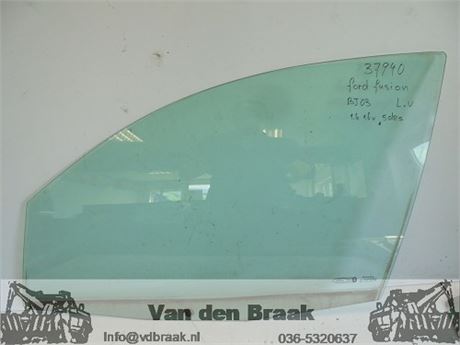 37940
ford fusion
BJ03 L.V
1.4 16v 5drs
Van den Braak
Info@vdbraak.nl 036-5320637